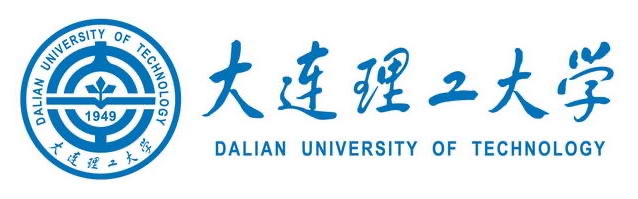 DALIAN UNIVERSITY OF TECHNOLOGY
1949
大连理工大学
大连理工大学
DALIAN UNIVERSITY OF TECHNOLOGY